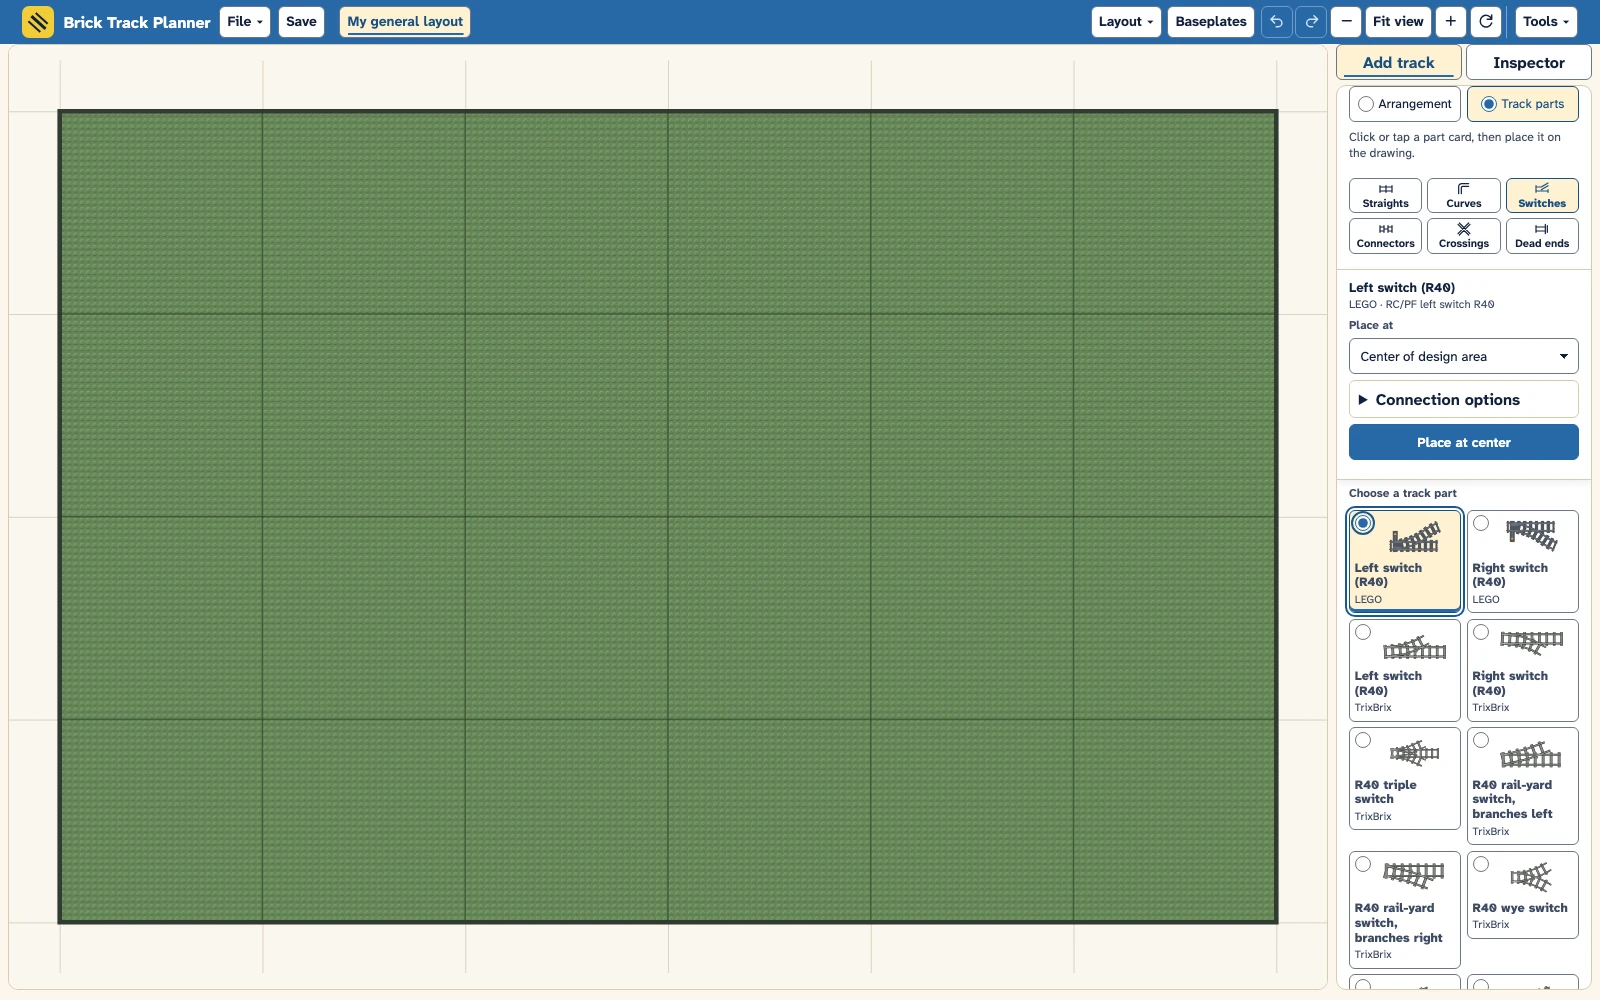 Brick Track Planner
File
Save
My general layout
Layout
Baseplates
Fit view
Tools
Add track
Inspector
Arrangement
Track parts
Click or tap a part card, then place it on
the drawing.
Straights
Curves
Switches
Connectors
Crossings
Dead ends
Left switch (R40)
LEGO · RC/PF left switch R40
Place at
Center of design area
Connection options
Place at center
Choose a track part
Left switch
(R40)
LEGO
Right switch
(R40)
LEGO
Left switch
(R40)
TrixBrix
Right switch
(R40)
TrixBrix
R40 triple
switch
TrixBrix
R40 rail-yard
switch,
branches left
TrixBrix
R40 rail-yard
switch,
branches right
TrixBrix
R40 wye switch
TrixBrix